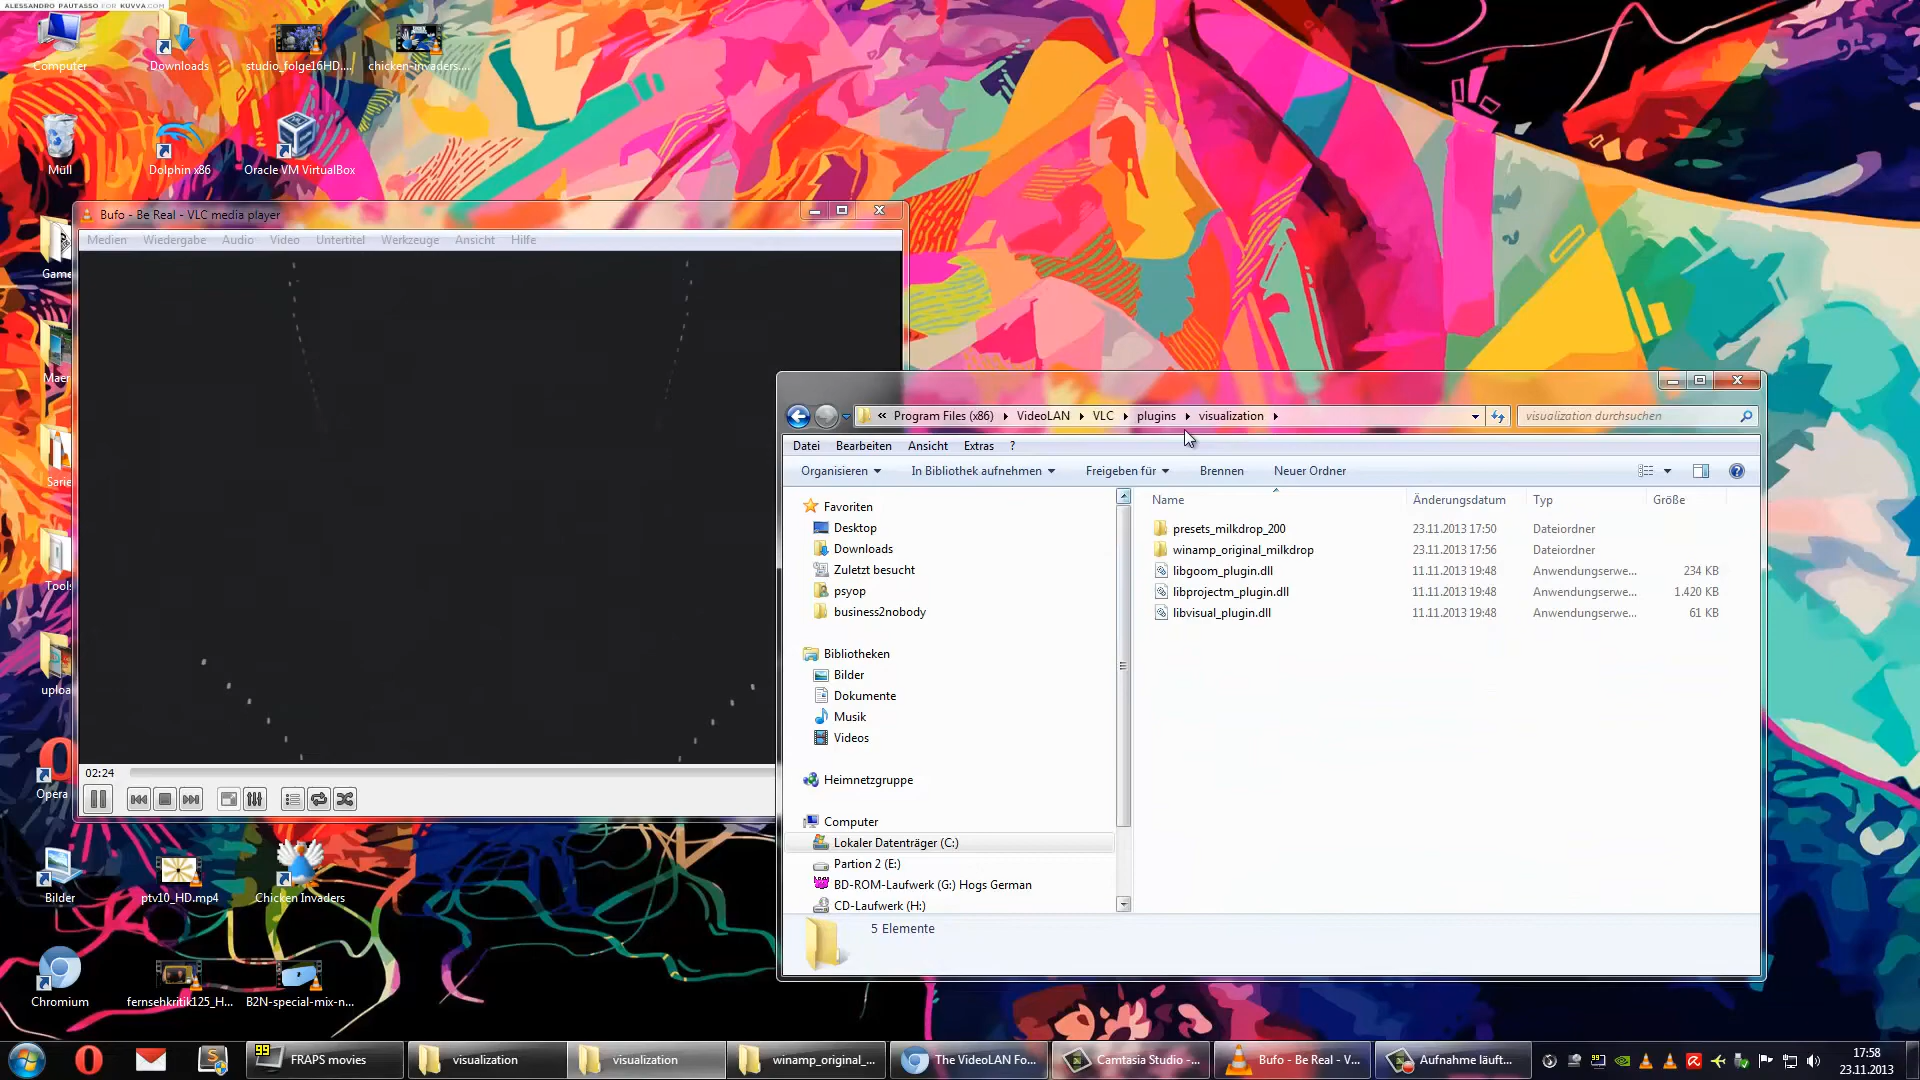 ALESSANDRO PAUTASSO FOR KUVVA.COM
Computer
Downloads
studio_folge16HD....
chicken-invaders....
Müll
Dolphin x86
Oracle VM VirtualBox
Bufo - Be Real - VLC media player
Medien Wiedergabe Audio Video Untertitel Werkzeuge Ansicht Hilfe
Game
Maer
Sarie
Tools
uploa
Opera
02:24
« Program Files (x86) VideoLAN VLC plugins visualization
visualization durchsuchen
Datei Bearbeiten Ansicht Extras ?
Organisieren In Bibliothek aufnehmen Freigeben für Brennen Neuer Ordner
Favoriten
Desktop
Downloads
Zuletzt besucht
psyop
business2nobody
Bibliotheken
Bilder
Dokumente
Musik
Videos
Heimnetzgruppe
Computer
Lokaler Datenträger (C:)
Partion 2 (E:)
BD-ROM-Laufwerk (G:) Hogs German
CD-Laufwerk (H:)
Name Änderungsdatum Typ Größe
presets_milkdrop_200 23.11.2013 17:50 Dateiordner
winamp_original_milkdrop 23.11.2013 17:56 Dateiordner
libgoom_plugin.dll 11.11.2013 19:48 Anwendungserwe... 234 KB
libprojectm_plugin.dll 11.11.2013 19:48 Anwendungserwe... 1.420 KB
libvisual_plugin.dll 11.11.2013 19:48 Anwendungserwe... 61 KB
5 Elemente
Bilder
ptv10_HD.mp4
Chicken Invaders
Chromium
fernsehkritik125_H...
B2N-special-mix-n...
99
FRAPS movies
visualization
visualization
winamp_original_...
The VideoLAN Fo...
Camtasia Studio -...
Bufo - Be Real - V...
Aufnahme läuft...
17:58
23.11.2013